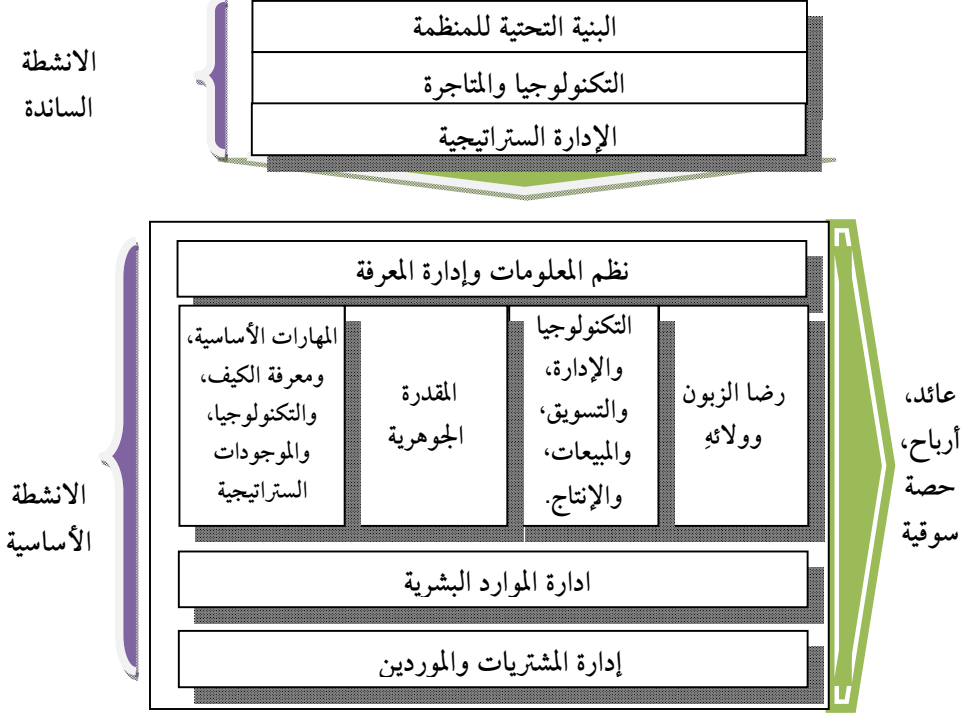 البنية التحتية للمنظمة
التكنولوجيا والمتاجرة
الإدارة الستراتيجية
الانشطة
الساندة
نظم المعلومات وإدارة المعرفة
رضا الزبون
وولائهِ
التكنولوجيا
والإدارة،
والتسويق،
والمبيعات،
والإنتاج.
المقدرة
الجوهرية
المهارات الأساسية،
ومعرفة الكيف،
والتكنولوجيا،
والموجودات
الستراتيجية
ادارة الموارد البشرية
إدارة المشتريات والموردين
عائد،
أرباح،
حصة
سوقية
الانشطة
الأساسية